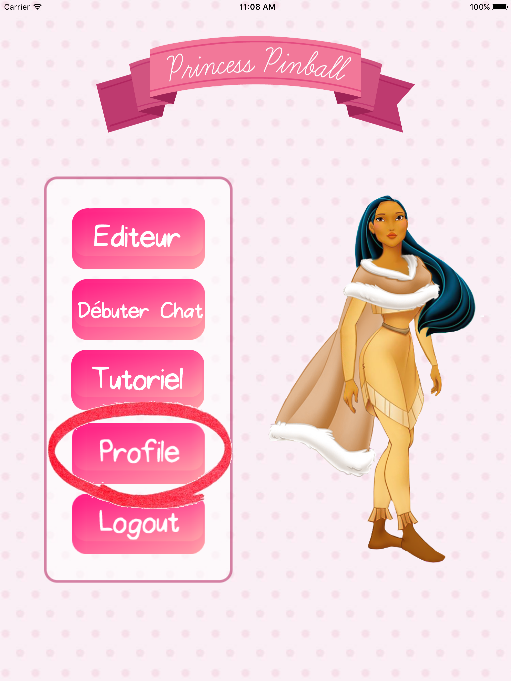 Carrier 11:08 AM 100%
Princess Pinball
Editeur
Débuter Chat
Tutoriel
Profile
Logout